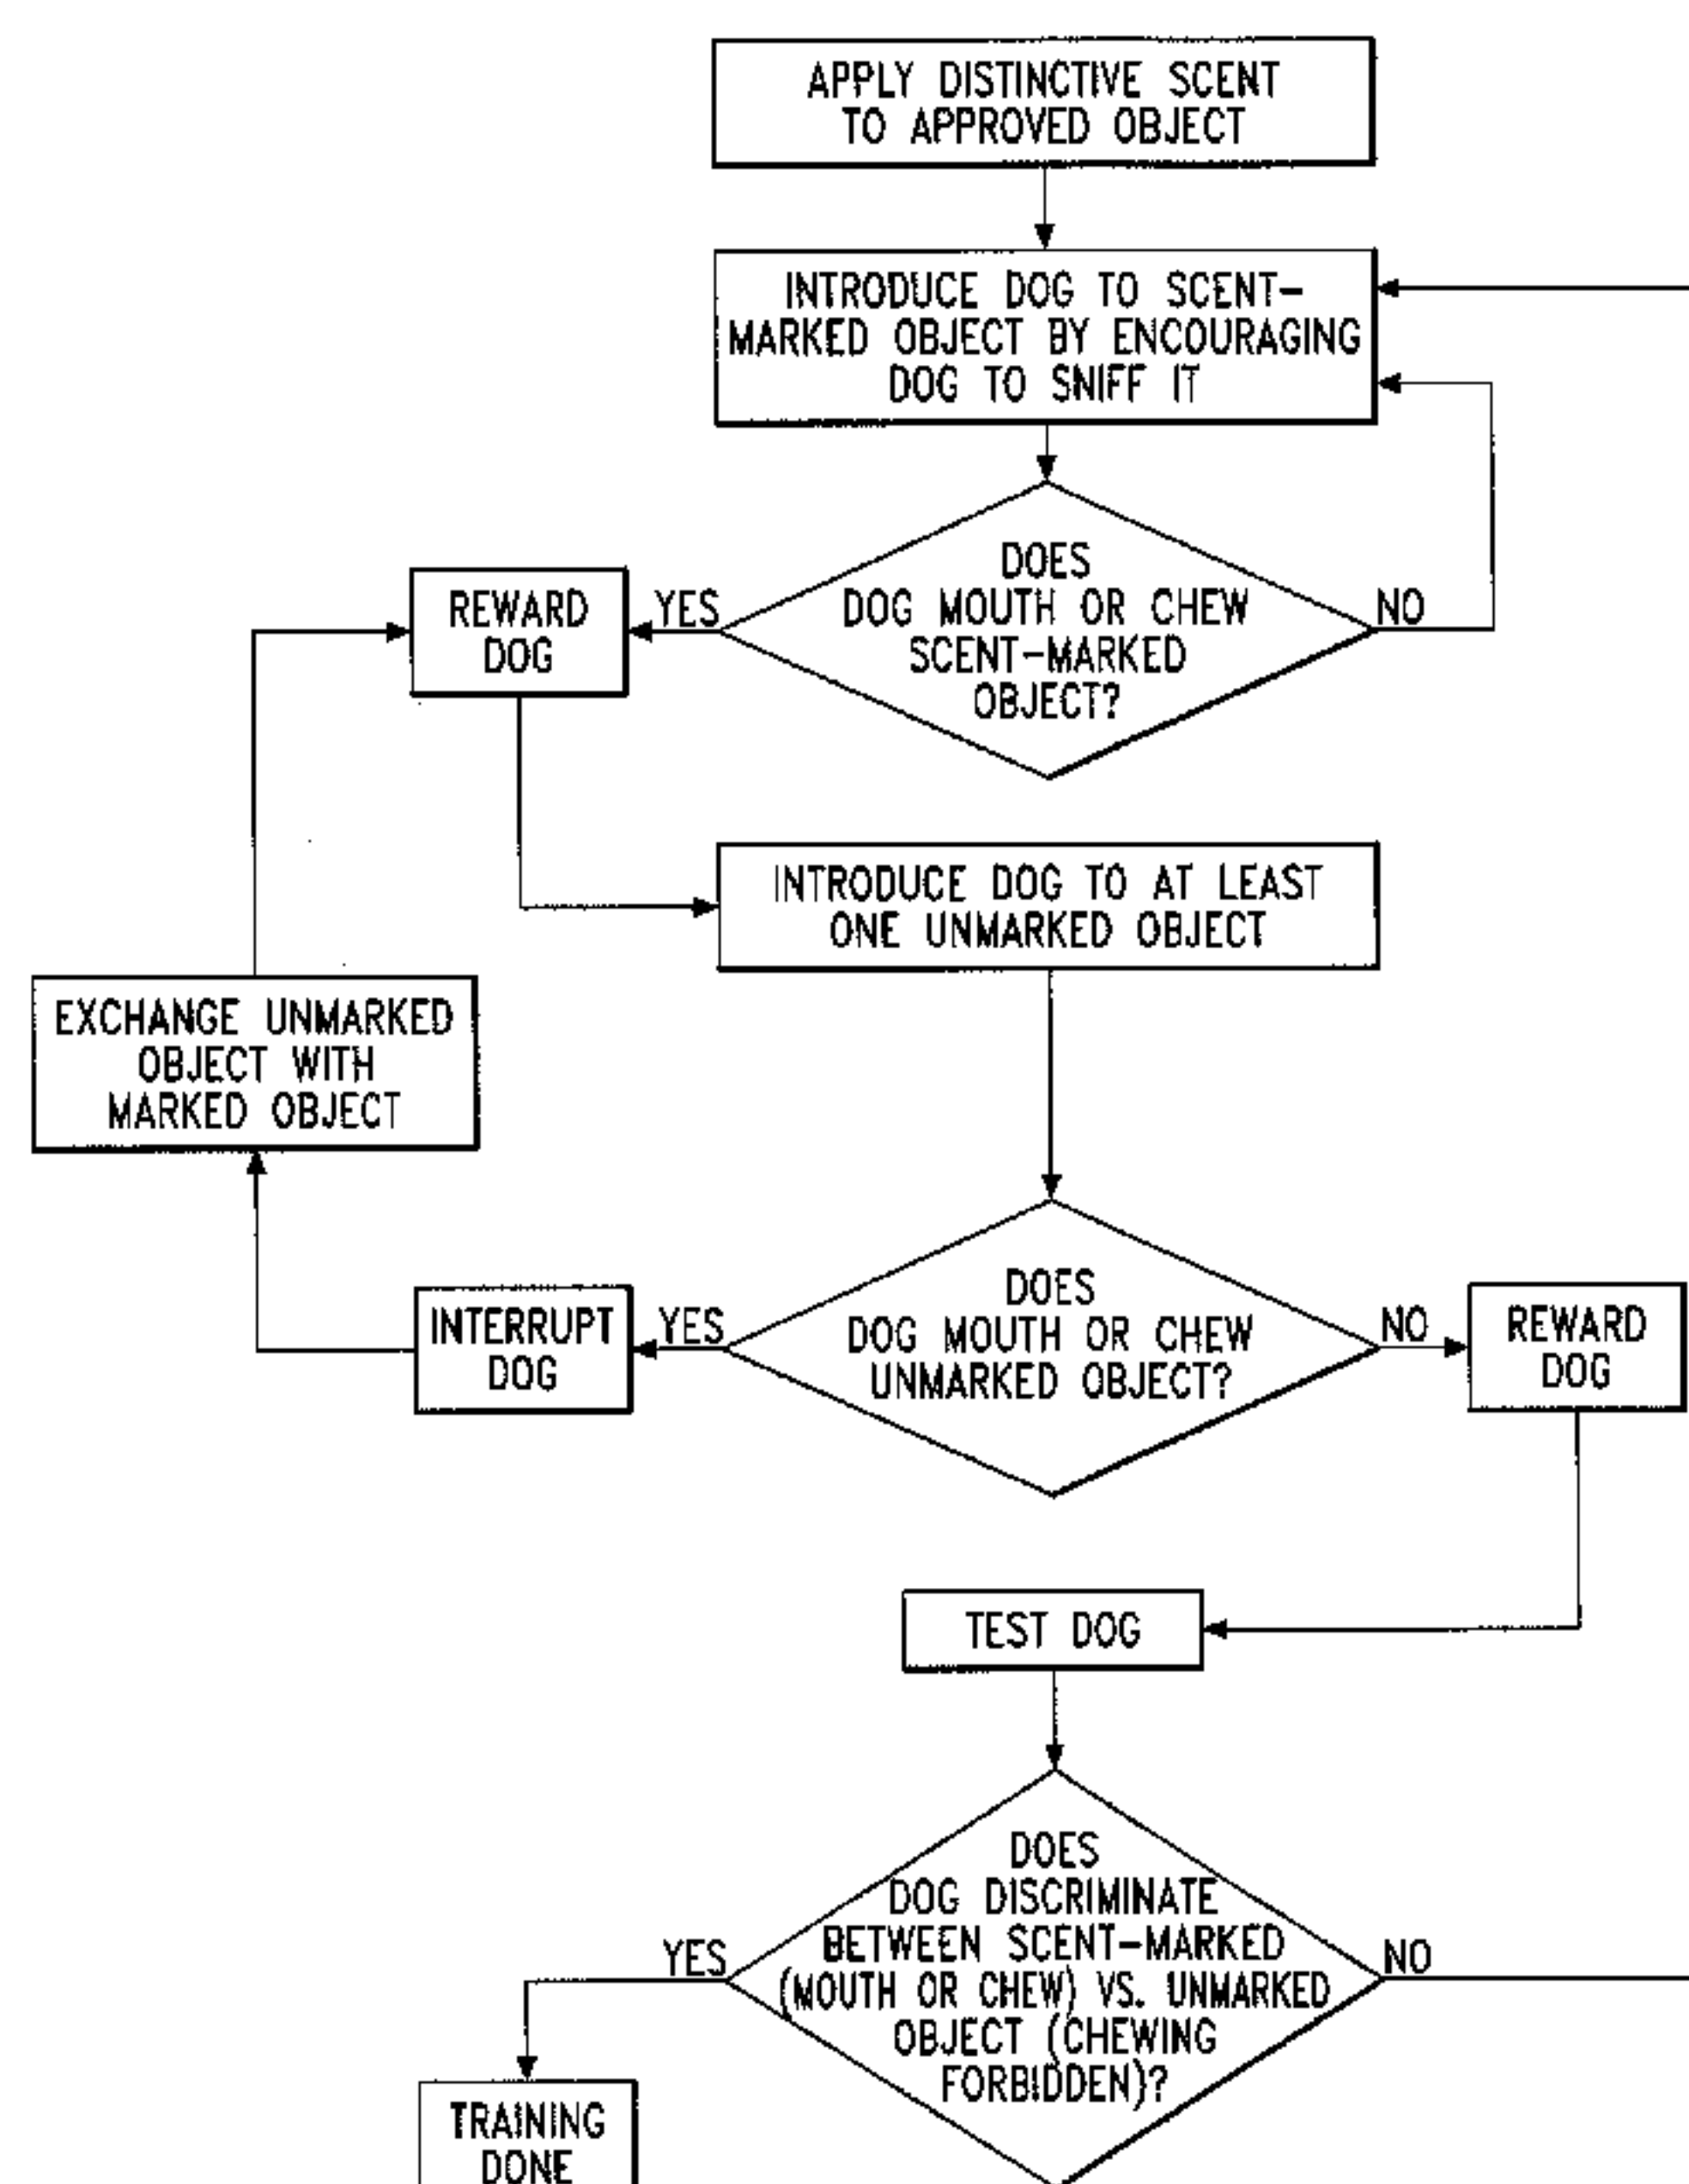 APPLY DISTINCTIVE SCENT
TO APPROVED OBJECT
INTRODUCE DOG TO SCENT-
MARKED OBJECT BY ENCOURAGING
DOG TO SNIFF IT
DOES
DOG MOUTH OR CHEW
SCENT-MARKED
OBJECT?
YES
NO
REWARD
DOG
INTRODUCE DOG TO AT LEAST
ONE UNMARKED OBJECT
EXCHANGE UNMARKED
OBJECT WITH
MARKED OBJECT
DOES
DOG MOUTH OR CHEW
UNMARKED OBJECT?
YES
NO
INTERRUPT
DOG
REWARD
DOG
TEST DOG
DOES
DOG DISCRIMINATE
BETWEEN SCENT-MARKED
(MOUTH OR CHEW) VS. UNMARKED
OBJECT (CHEWING
FORBIDDEN)?
YES
NO
TRAINING
DONE